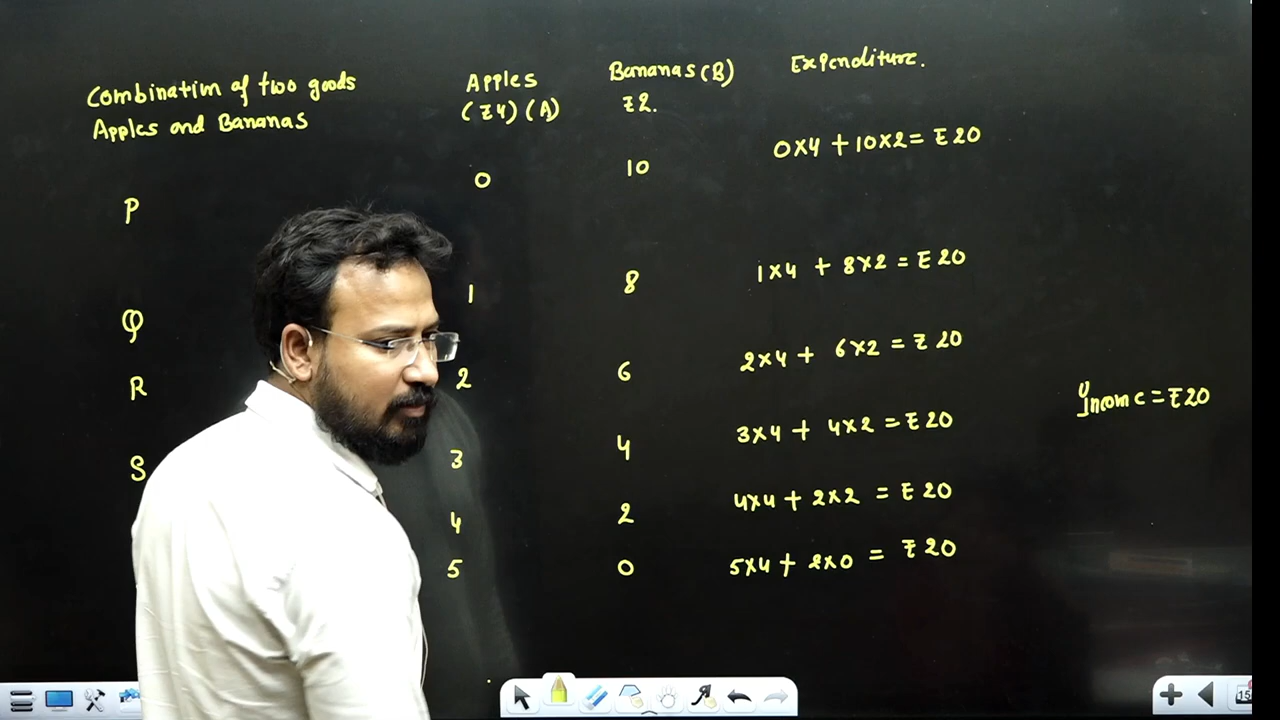 Combination of two goods
Apples and Bananas
Apples
(₹4) (A)
Bananas (B)
₹2.
Expenditure.
P 0 10 0x4 + 10x2 = ₹20
Q 1 8 1x4 + 8x2 = ₹20
R 2 6 2x4 + 6x2 = ₹20
S 3 4 3x4 + 4x2 = ₹20
4 2 4x4 + 2x2 = ₹20
5 0 5x4 + 2x0 = ₹20
Income = ₹20